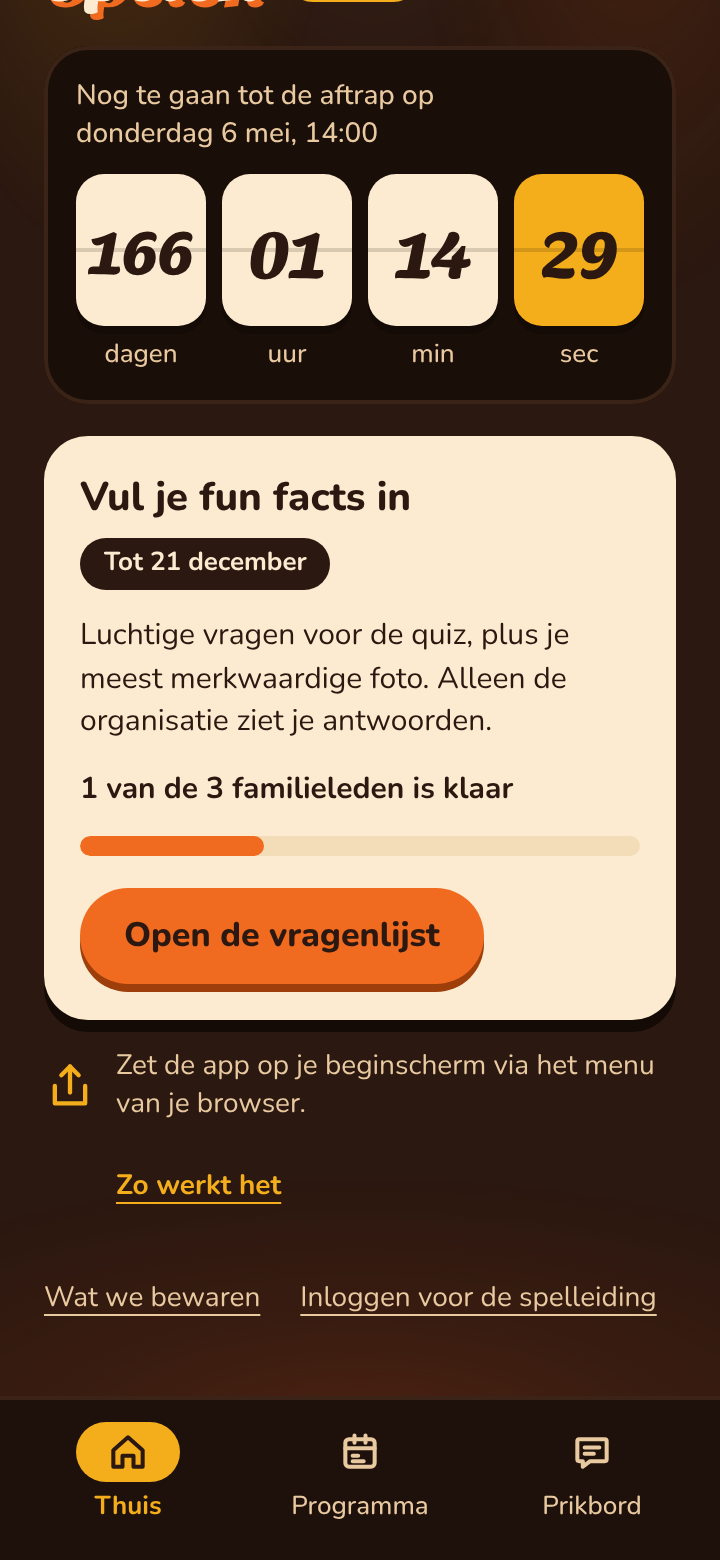 Nog te gaan tot de aftrap op
donderdag 6 mei, 14:00
166 01 14 29
dagen uur min sec
Vul je fun facts in
Tot 21 december
Luchtige vragen voor de quiz, plus je
meest merkwaardige foto. Alleen de
organisatie ziet je antwoorden.
1 van de 3 familieleden is klaar
Open de vragenlijst
Zet de app op je beginscherm via het menu
van je browser.
Zo werkt het
Wat we bewaren Inloggen voor de spelleiding
Thuis Programma Prikbord